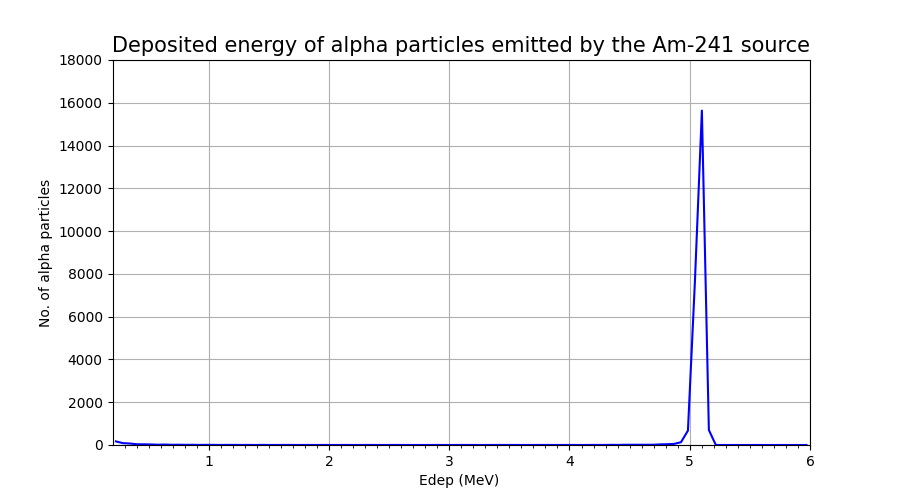 Deposited energy of alpha particles emitted by the Am-241 source
18000
16000
14000
12000
10000
8000
6000
4000
2000
0
No. of alpha particles
1 2 3 4 5 6
Edep (MeV)